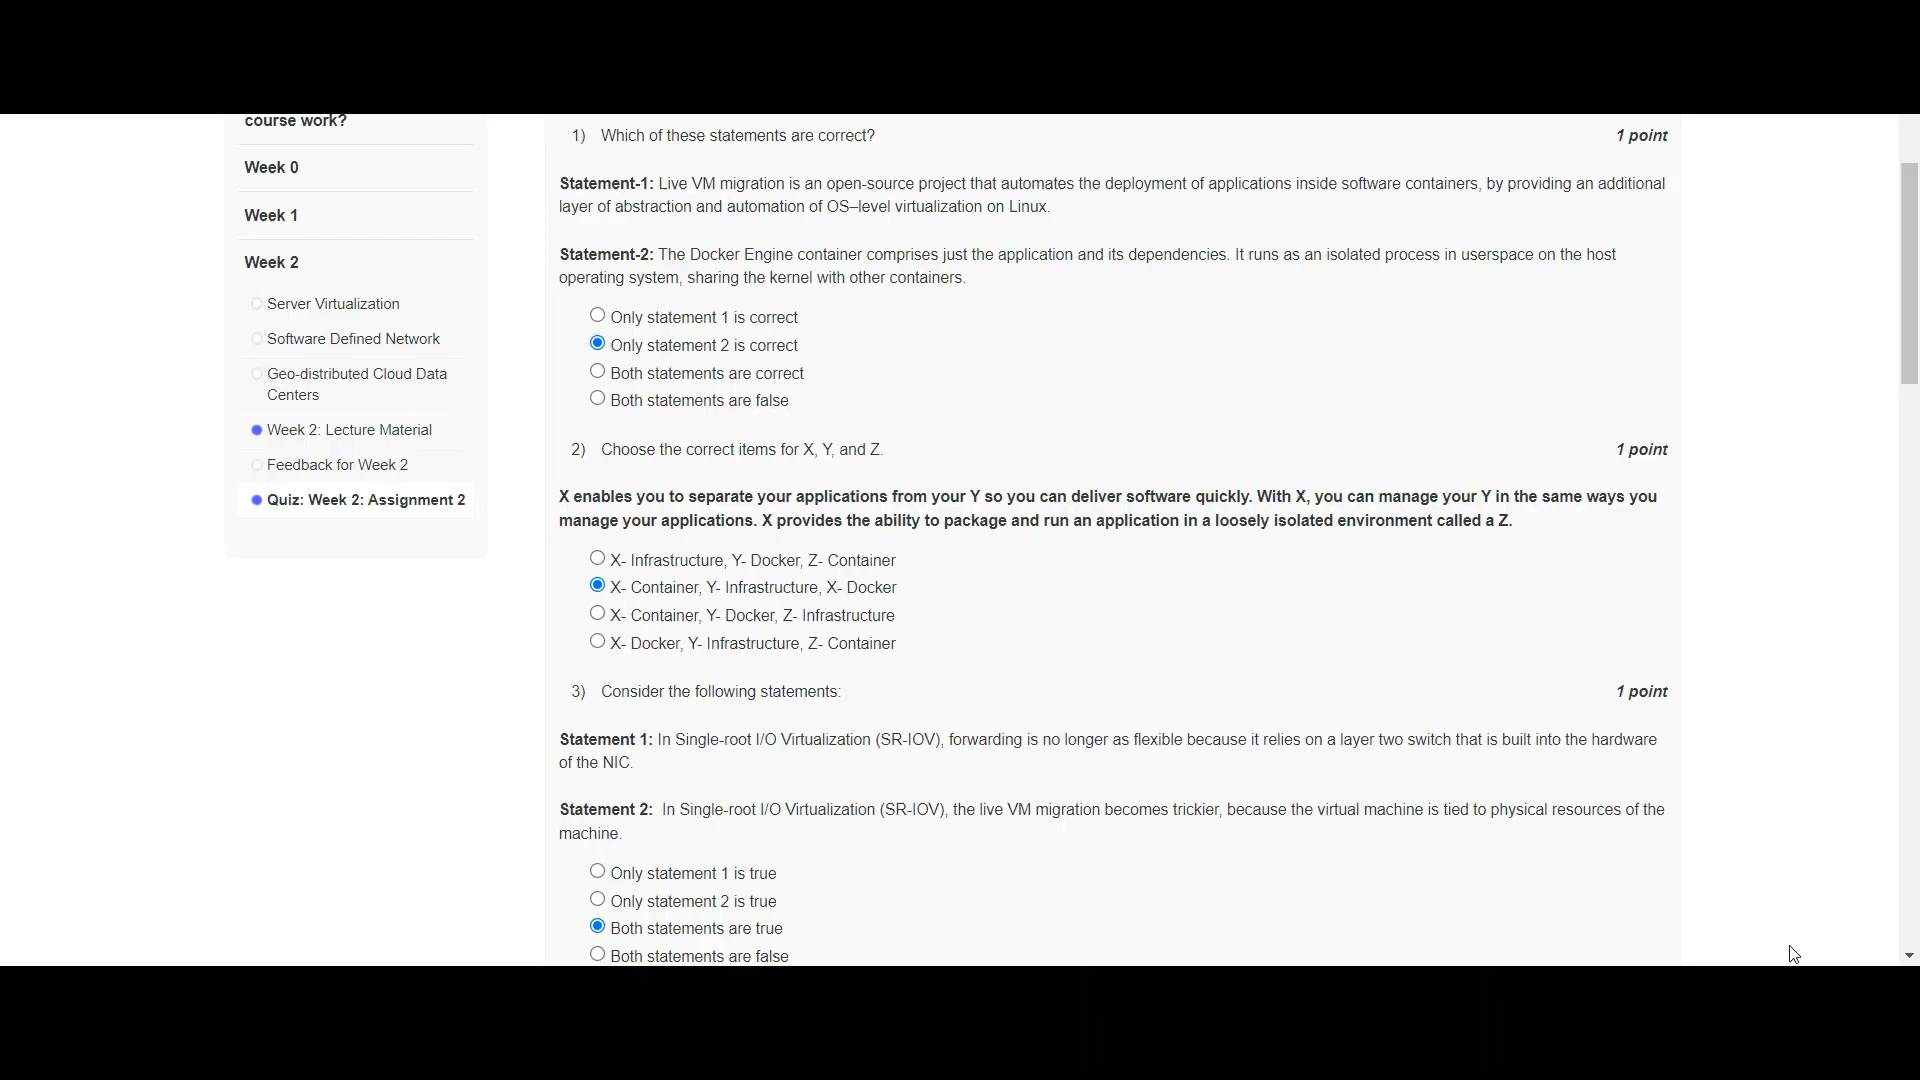 course work?
Week 0
Week 1
Week 2
Server Virtualization
Software Defined Network
Geo-distributed Cloud Data
Centers
Week 2: Lecture Material
Feedback for Week 2
Quiz: Week 2: Assignment 2
1) Which of these statements are correct? 1 point
Statement-1: Live VM migration is an open-source project that automates the deployment of applications inside software containers, by providing an additional
layer of abstraction and automation of OS–level virtualization on Linux.
Statement-2: The Docker Engine container comprises just the application and its dependencies. It runs as an isolated process in userspace on the host
operating system, sharing the kernel with other containers.
Only statement 1 is correct
Only statement 2 is correct
Both statements are correct
Both statements are false
2) Choose the correct items for X, Y, and Z. 1 point
X enables you to separate your applications from your Y so you can deliver software quickly. With X, you can manage your Y in the same ways you
manage your applications. X provides the ability to package and run an application in a loosely isolated environment called a Z.
X- Infrastructure, Y- Docker, Z- Container
X- Container, Y- Infrastructure, X- Docker
X- Container, Y- Docker, Z- Infrastructure
X- Docker, Y- Infrastructure, Z- Container
3) Consider the following statements: 1 point
Statement 1: In Single-root I/O Virtualization (SR-IOV), forwarding is no longer as flexible because it relies on a layer two switch that is built into the hardware
of the NIC.
Statement 2: In Single-root I/O Virtualization (SR-IOV), the live VM migration becomes trickier, because the virtual machine is tied to physical resources of the
machine.
Only statement 1 is true
Only statement 2 is true
Both statements are true
Both statements are false